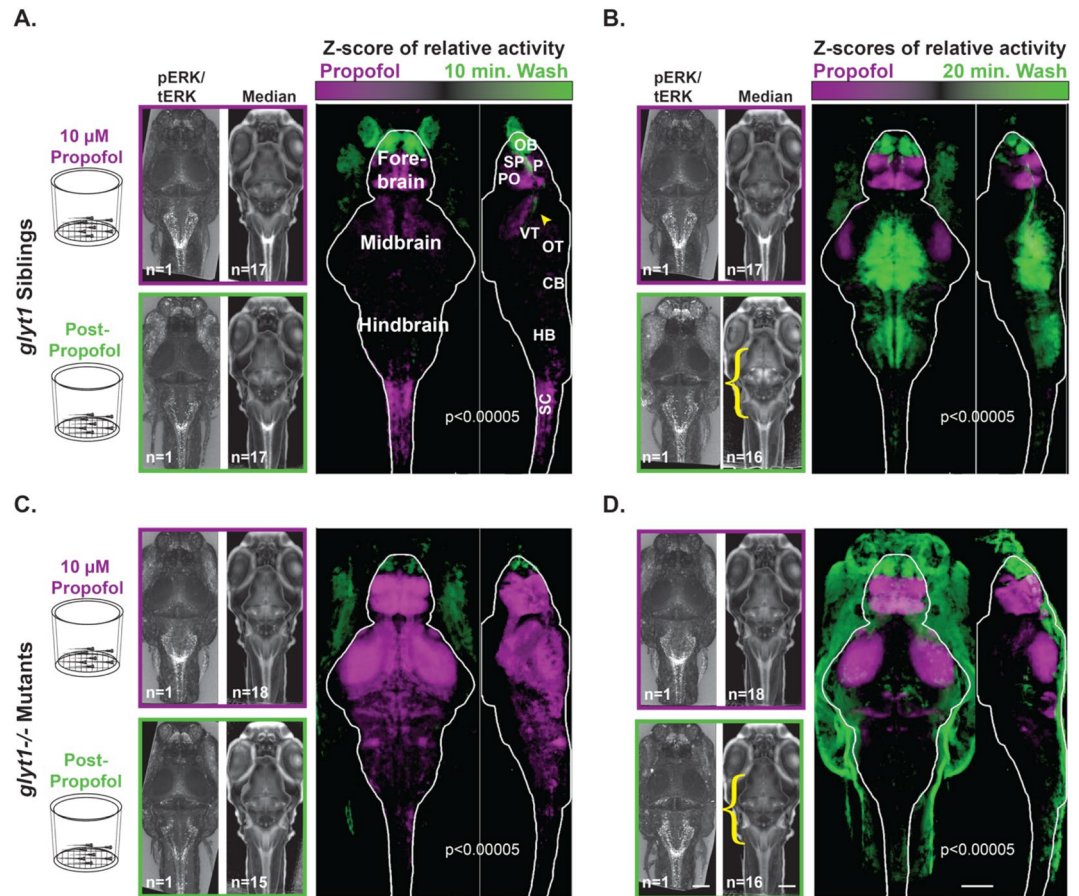 A.
Z-score of relative activity
Propofol 10 min. Wash
pERK/
tERK
Median
glyt1 Siblings
10 µM
Propofol
n=1
n=17
Post-
Propofol
n=1
n=17
Fore-
brain
Midbrain
Hindbrain
OB
SP P
PO
VT
OT
CB
HB
SC
p<0.00005
B.
Z-scores of relative activity
Propofol 20 min. Wash
pERK/
tERK
Median
n=1
n=17
{
n=1
n=16
p<0.00005
C.
glyt1-/- Mutants
10 µM
Propofol
n=1
n=18
Post-
Propofol
n=1
n=15
p<0.00005
D.
n=1
n=18
{
n=1
n=16
p<0.00005